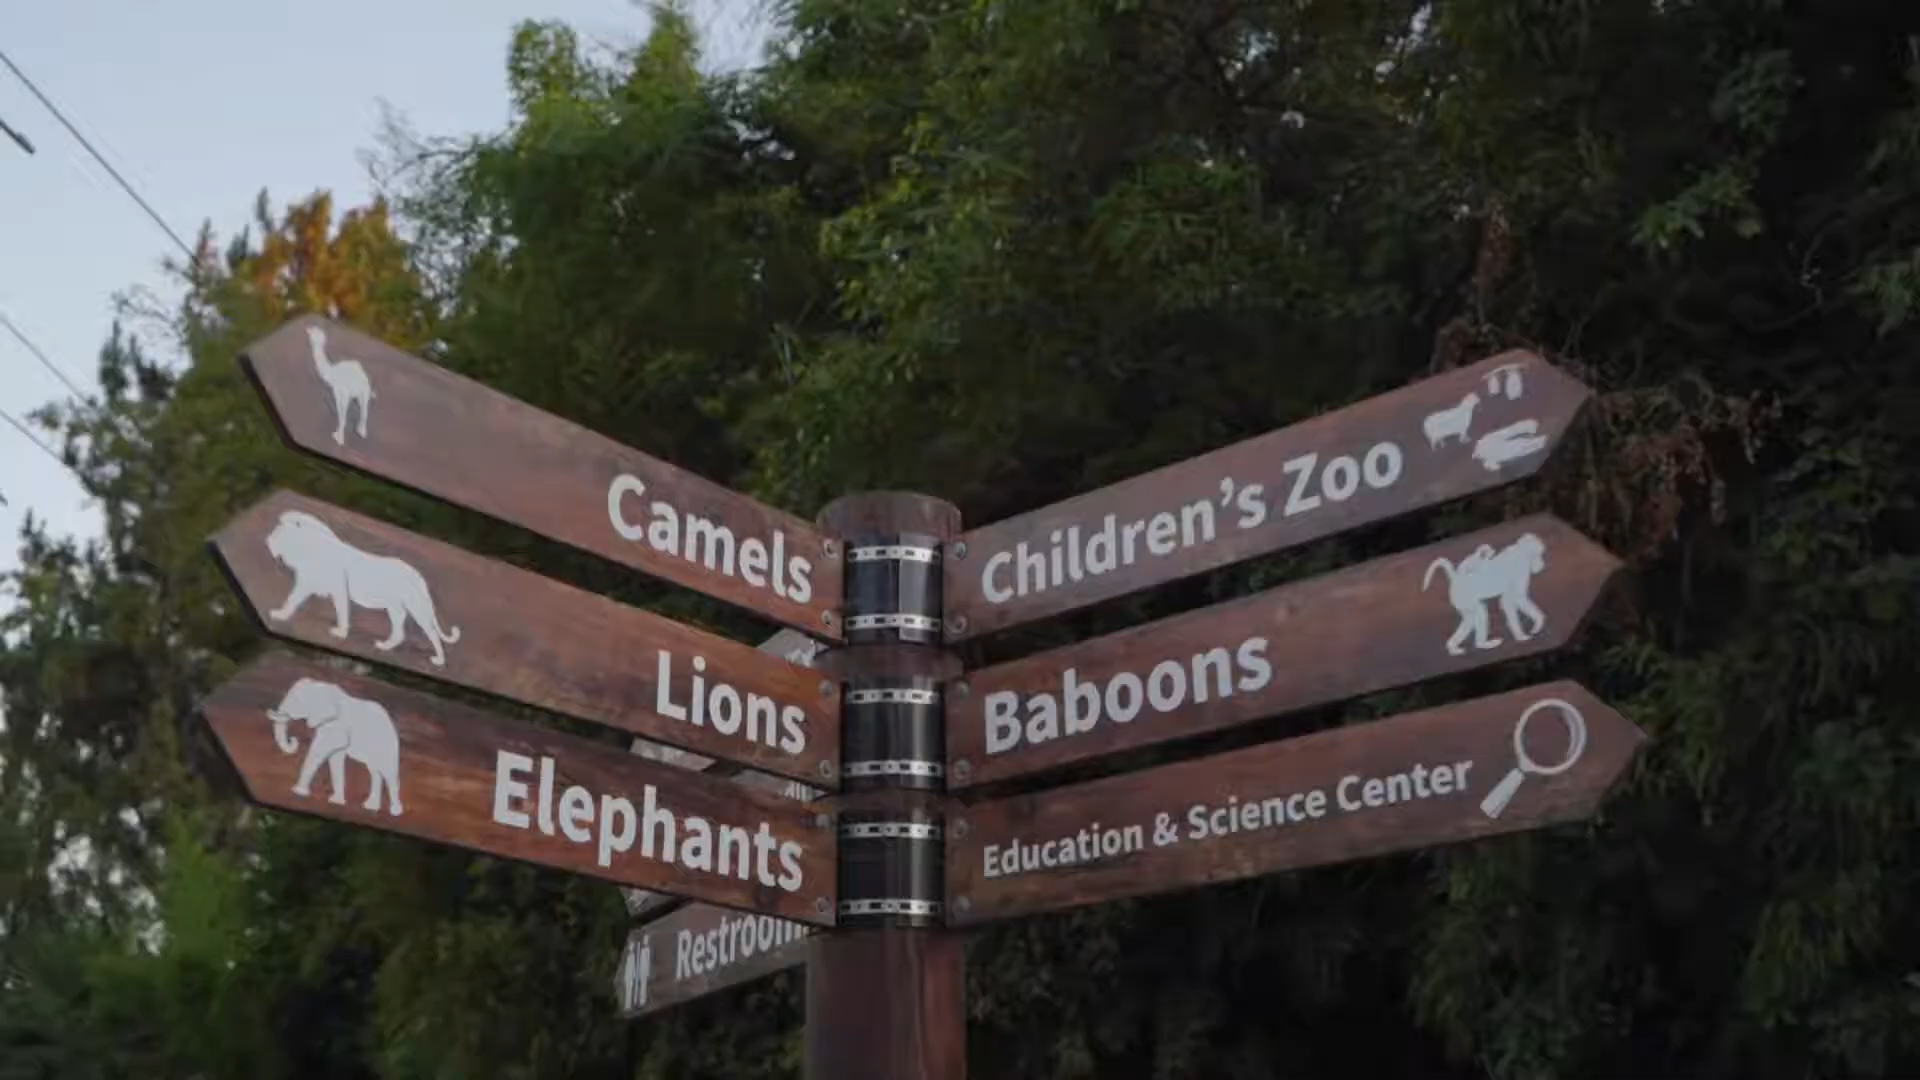 Camels
Lions
Elephants
Children's Zoo
Baboons
Education & Science Center